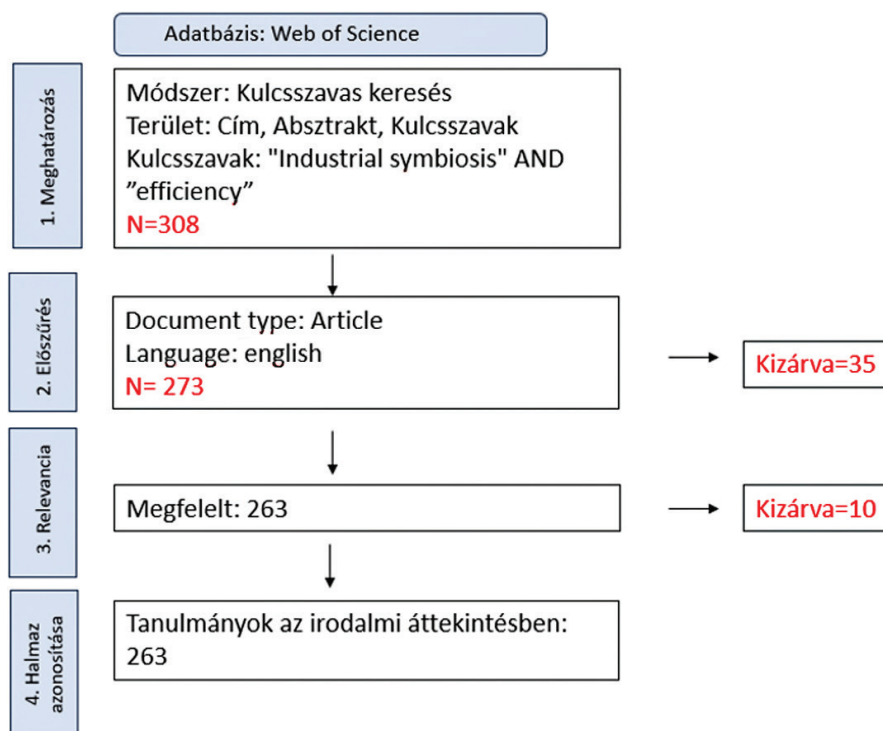 Adatbázis: Web of Science
1. Meghatározás
Módszer: Kulcsszavas keresés
Terület: Cím, Absztrakt, Kulcsszavak
Kulcsszavak: "Industrial symbiosis" AND
”efficiency”
N=308
2. Előszűrés
Document type: Article
Language: english
N= 273
Kizárva=35
3. Relevancia
Megfelelt: 263
Kizárva=10
4. Halmaz
azonosítása
Tanulmányok az irodalmi áttekintésben:
263